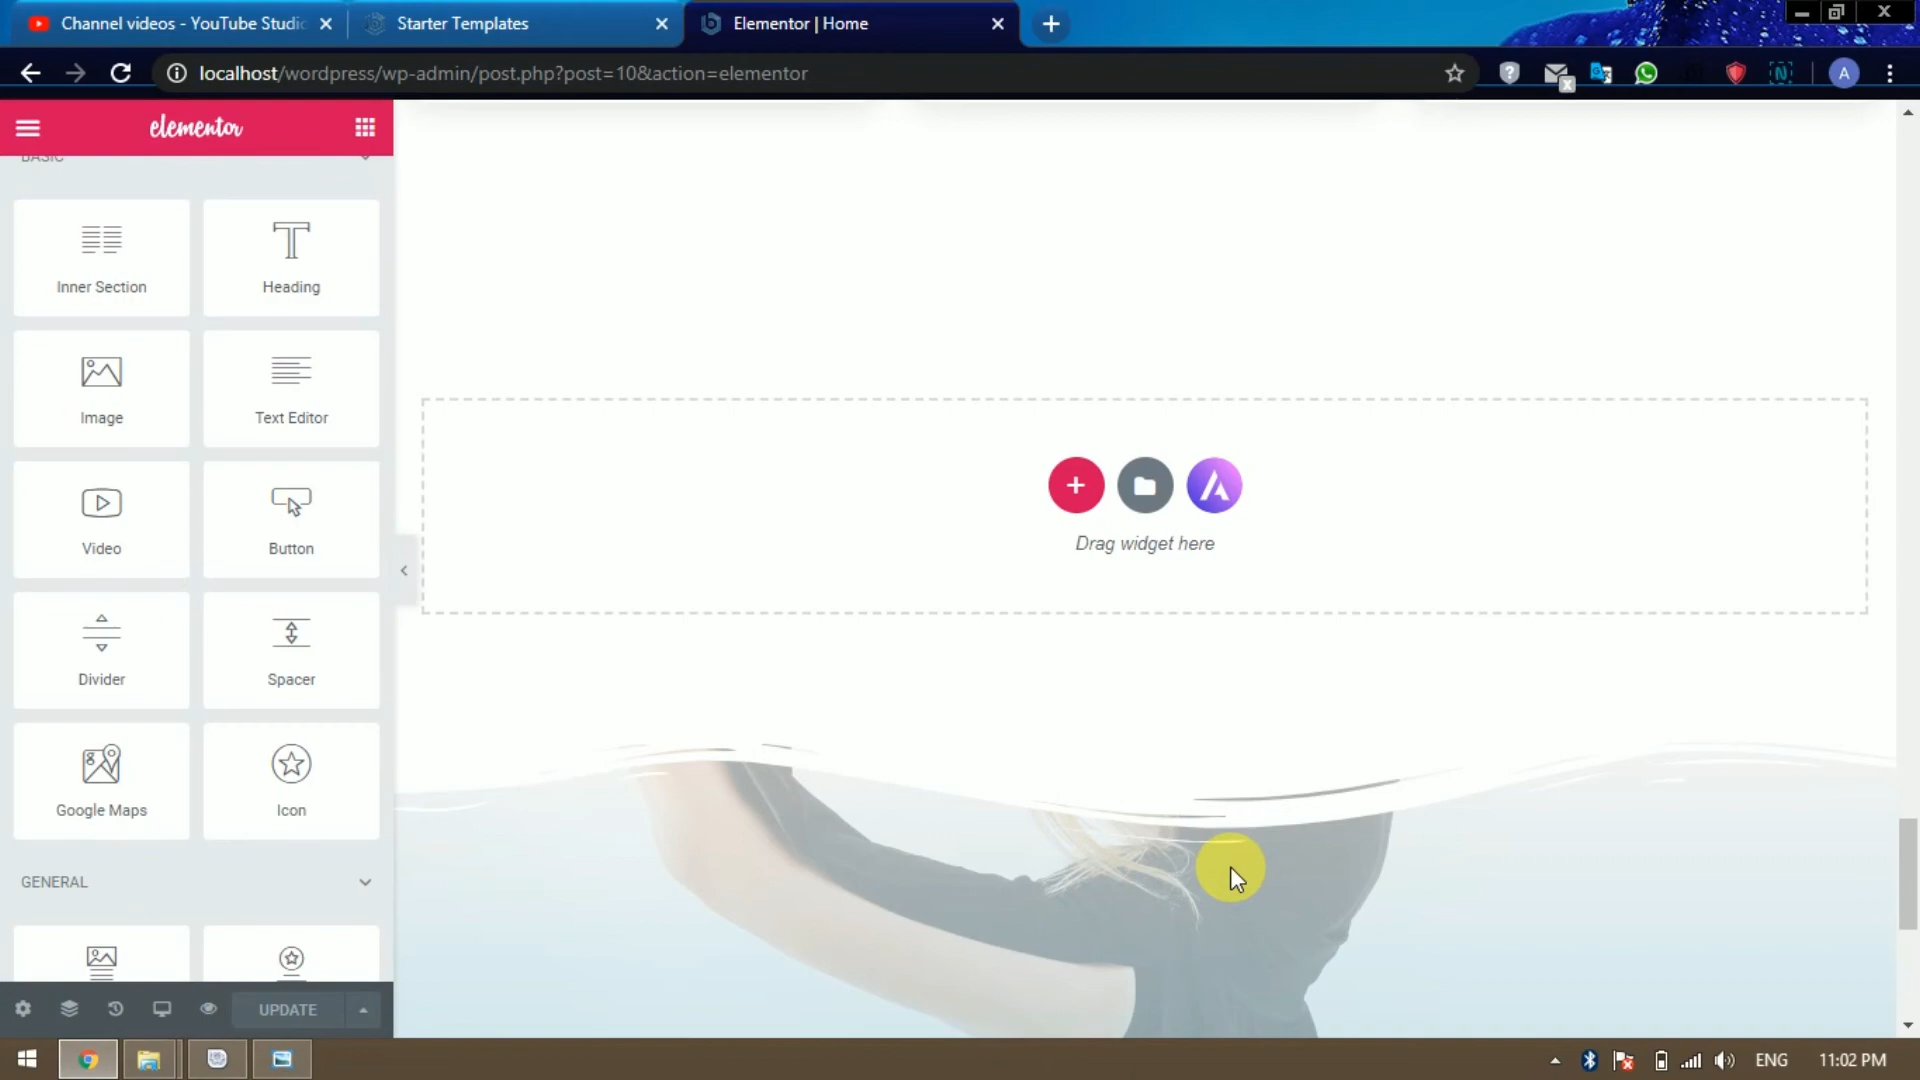 Channel videos - YouTube Studio
Starter Templates
Elementor | Home
localhost/wordpress/wp-admin/post.php?post=10&action=elementor
A
elementor
BASIC
Inner Section
Heading
Image
Text Editor
Video
Button
Divider
Spacer
Google Maps
Icon
GENERAL
Drag widget here
UPDATE
ENG
11:02 PM